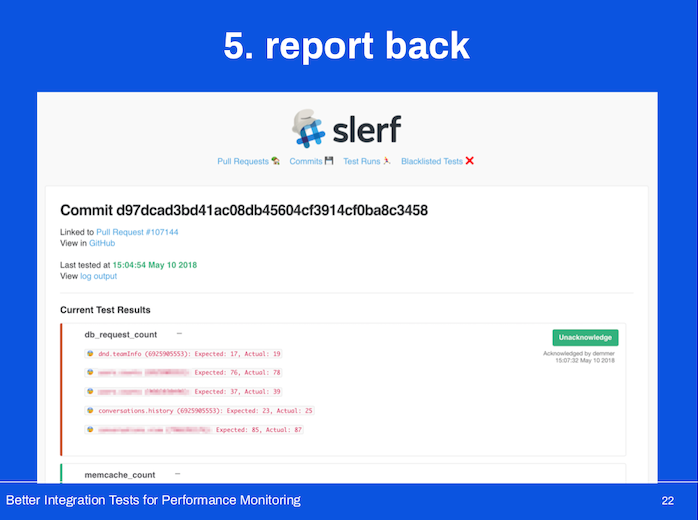 5. report back
slerf
Pull Requests Commits Test Runs Blacklisted Tests
Commit d97dcad3bd41ac08db45604cf3914cf0ba8c3458
Linked to Pull Request #107144
View in GitHub
Last tested at 15:04:54 May 10 2018
View log output
Current Test Results
db_request_count –
Unacknowledge
Acknowledged by demmer
15:07:32 May 10 2018
dnd.teamInfo (6925905553): Expected: 17, Actual: 19
Expected: 76, Actual: 78
Expected: 37, Actual: 39
conversations.history (6925905553): Expected: 23, Actual: 25
Expected: 85, Actual: 87
memcache_count –
Better Integration Tests for Performance Monitoring
22